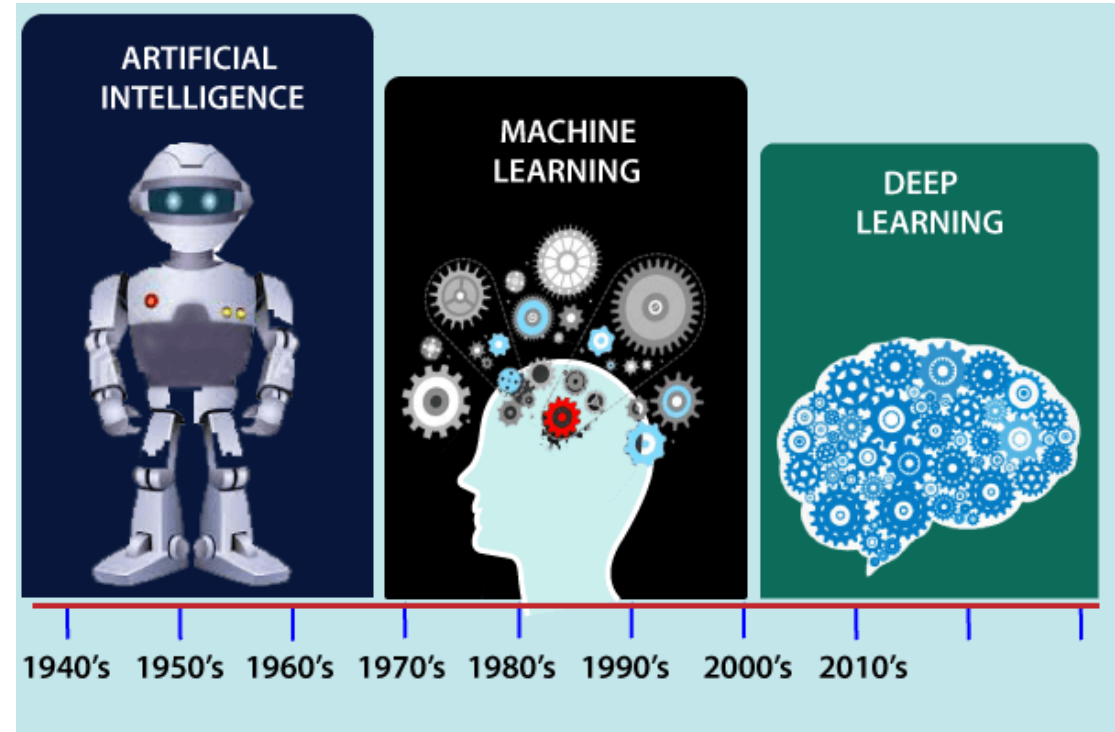 ARTIFICIAL
INTELLIGENCE
MACHINE
LEARNING
DEEP
LEARNING
1940's 1950's 1960's 1970's 1980's 1990's 2000's 2010's